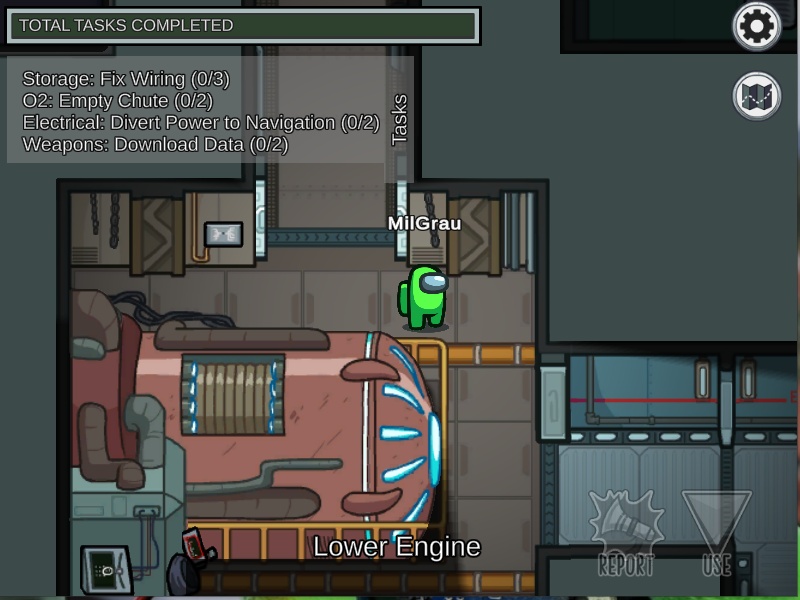 TOTAL TASKS COMPLETED
Storage: Fix Wiring (0/3)
O2: Empty Chute (0/2)
Electrical: Divert Power to Navigation (0/2)
Weapons: Download Data (0/2)
Tasks
MilGrau
Lower Engine
REPORT
USE